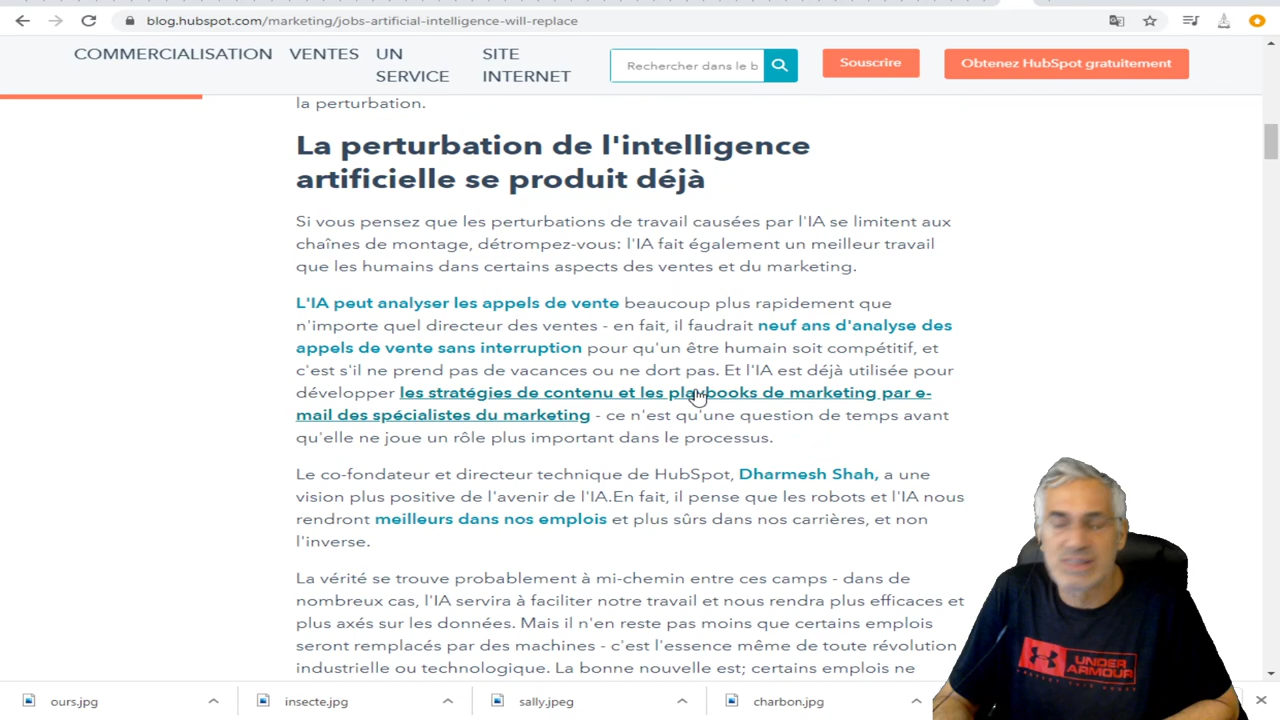 blog.hubspot.com/marketing/jobs-artificial-intelligence-will-replace
COMMERCIALISATION
VENTES
UN SERVICE
SITE INTERNET
Rechercher dans le b
Souscrire
Obtenez HubSpot gratuitement
la perturbation.
La perturbation de l'intelligence
artificielle se produit déjà
Si vous pensez que les perturbations de travail causées par l'IA se limitent aux
chaînes de montage, détrompez-vous: l'IA fait également un meilleur travail
que les humains dans certains aspects des ventes et du marketing.
L'IA peut analyser les appels de vente beaucoup plus rapidement que
n'importe quel directeur des ventes - en fait, il faudrait neuf ans d'analyse des
appels de vente sans interruption pour qu'un être humain soit compétitif, et
c'est s'il ne prend pas de vacances ou ne dort pas. Et l'IA est déjà utilisée pour
développer les stratégies de contenu et les playbooks de marketing par e-
mail des spécialistes du marketing - ce n'est qu'une question de temps avant
qu'elle ne joue un rôle plus important dans le processus.
Le co-fondateur et directeur technique de HubSpot, Dharmesh Shah, a une
vision plus positive de l'avenir de l'IA.En fait, il pense que les robots et l'IA nous
rendront meilleurs dans nos emplois et plus sûrs dans nos carrières, et non
l'inverse.
La vérité se trouve probablement à mi-chemin entre ces camps - dans de
nombreux cas, l'IA servira à faciliter notre travail et nous rendra plus efficaces et
plus axés sur les données. Mais il n'en reste pas moins que certains emplois
seront remplacés par des machines - c'est l'essence même de toute révolution
industrielle ou technologique. La bonne nouvelle est; certains emplois ne
UNDER
ARMOUR
ours.jpg
insecte.jpg
sally.jpeg
charbon.jpg